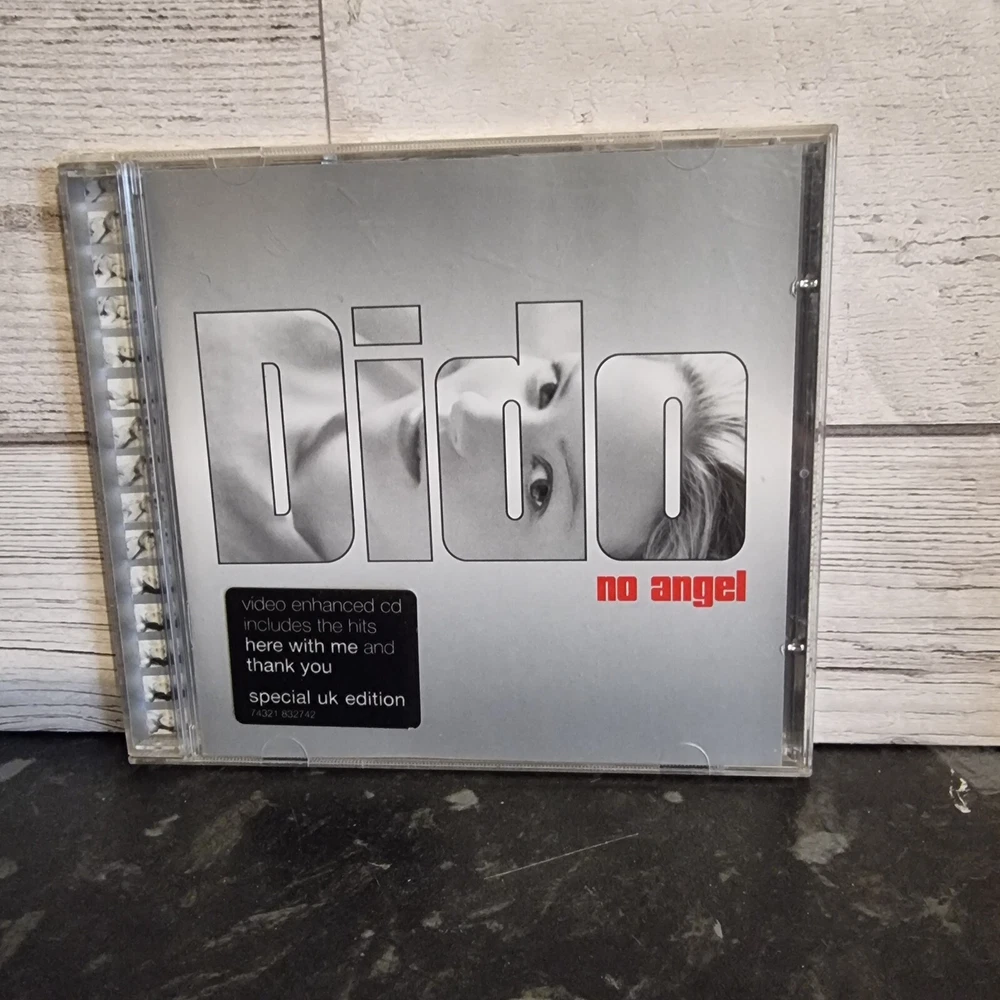 Dido
no angel
video enhanced cd
includes the hits
here with me and
thank you
special uk edition
74321 832742